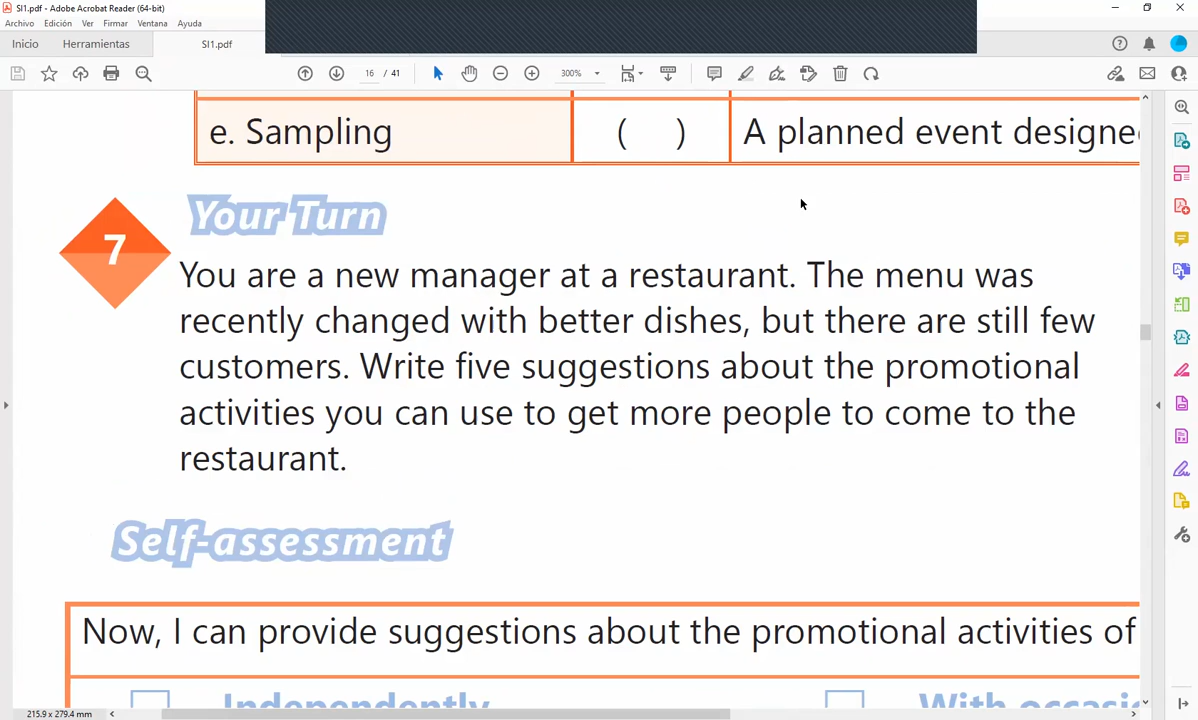 SI1.pdf - Adobe Acrobat Reader (64-bit)
Archivo Edición Ver Firmar Ventana Ayuda
Inicio Herramientas SI1.pdf
16 / 41 300%
e. Sampling ( ) A planned event designe
Your Turn
7
You are a new manager at a restaurant. The menu was
recently changed with better dishes, but there are still few
customers. Write five suggestions about the promotional
activities you can use to get more people to come to the
restaurant.
Self-assessment
Now, I can provide suggestions about the promotional activities of
Independently With occasi
215.9 x 279.4 mm